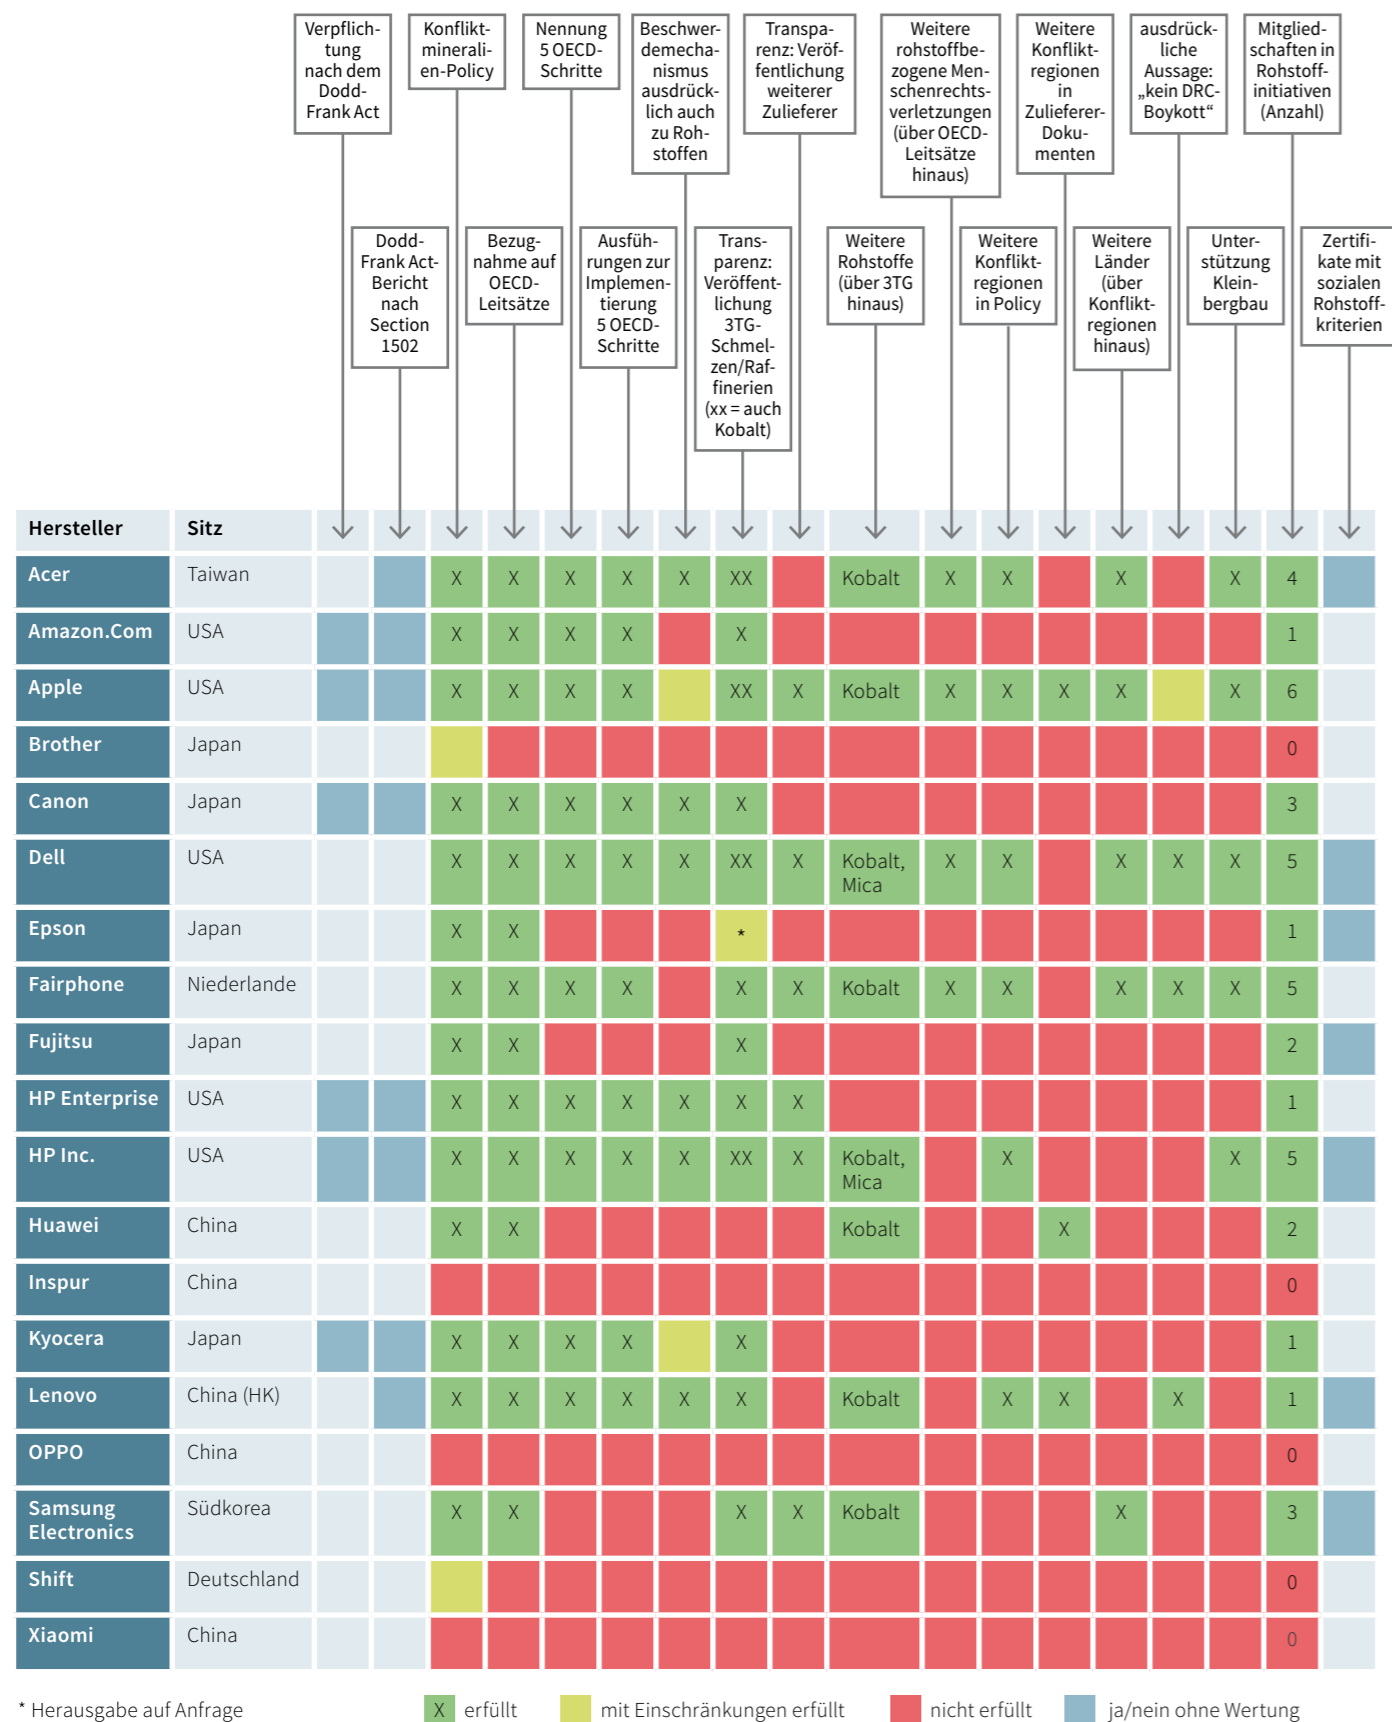 Verpflich-
tung
nach dem
Dodd-
Frank Act
Konflikt-
minerali-
en-Policy
Nennung
5 OECD-
Schritte
Beschwer-
demecha-
nismus
ausdrück-
lich auch
zu Roh-
stoffen
Transpa-
renz: Veröf-
fentlichung
weiterer
Zulieferer
Weitere
rohstoffbe-
zogene Men-
schenrechts-
verletzungen
(über OECD-
Leitsätze
hinaus)
Weitere
Konflikt-
regionen
in
Zulieferer-
Doku-
menten
ausdrück-
liche
Aussage:
„kein DRC-
Boykott“
Mitglied-
schaften in
Rohstoff-
initiativen
(Anzahl)
Dodd-
Frank Act-
Bericht
nach
Section
1502
Bezug-
nahme auf
OECD-
Leitsätze
Ausfüh-
rungen zur
Implemen-
tierung
5 OECD-
Schritte
Trans-
parenz:
Veröffent-
lichung
3TG-
Schmel-
zen/Raf-
finerien
(xx = auch
Kobalt)
Weitere
Rohstoffe
(über 3TG
hinaus)
Weitere
Konflikt-
regionen
in Policy
Weitere
Länder
(über
Konflikt-
regionen
hinaus)
Unter-
stützung
Klein-
bergbau
Zertifi-
kate mit
sozialen
Rohstoff-
kriterien
Hersteller Sitz
Acer Taiwan X X X X X XX Kobalt X X X X 4
Amazon.Com USA X X X X X 1
Apple USA X X X X XX X Kobalt X X X X X 6
Brother Japan 0
Canon Japan X X X X X X 3
Dell USA X X X X X XX X Kobalt, X X X X X 5
Mica
Epson Japan X X * 1
Fairphone Niederlande X X X X X X Kobalt X X X X X 5
Fujitsu Japan X X X 2
HP Enterprise USA X X X X X X X 1
HP Inc. USA X X X X X XX X Kobalt, X X 5
Mica
Huawei China X X Kobalt X 2
Inspur China 0
Kyocera Japan X X X X X 1
Lenovo China (HK) X X X X X X Kobalt X X X 1
OPPO China 0
Samsung Südkorea X X X X Kobalt X 3
Electronics
Shift Deutschland 0
Xiaomi China 0
* Herausgabe auf Anfrage X erfüllt mit Einschränkungen erfüllt nicht erfüllt ja/nein ohne Wertung